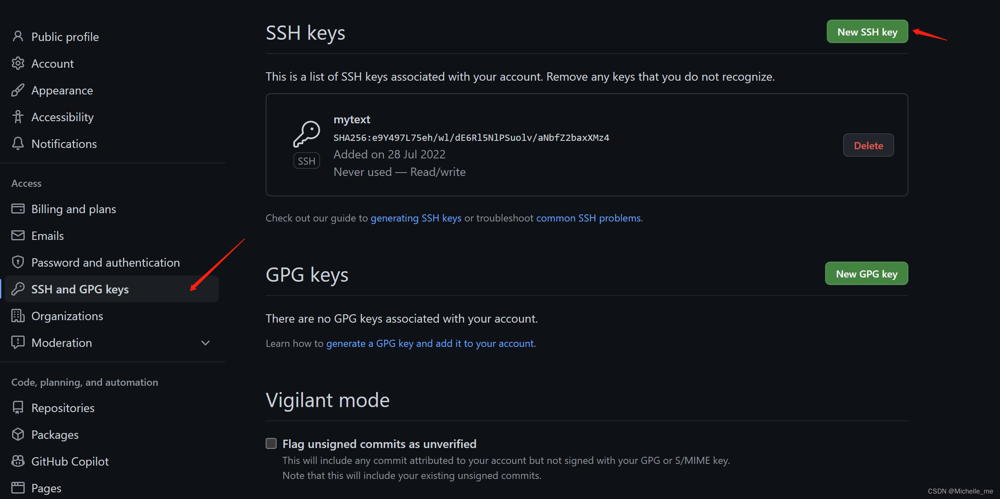 Public profile
Account
Appearance
Accessibility
Notifications
Access
Billing and plans
Emails
Password and authentication
SSH and GPG keys
Organizations
Moderation
Code, planning, and automation
Repositories
Packages
GitHub Copilot
Pages
SSH keys
New SSH key
This is a list of SSH keys associated with your account. Remove any keys that you do not recognize.
mytext
SHA256:e9Y497L75eh/wl/dE6Rl5NlPSuolv/aNbfZ2baxXMz4
SSH
Added on 28 Jul 2022
Never used — Read/write
Delete
Check out our guide to generating SSH keys or troubleshoot common SSH problems.
GPG keys
New GPG key
There are no GPG keys associated with your account.
Learn how to generate a GPG key and add it to your account.
Vigilant mode
Flag unsigned commits as unverified
This will include any commit attributed to your account but not signed with your GPG or S/MIME key.
Note that this will include your existing unsigned commits.
CSDN @Michelle_me